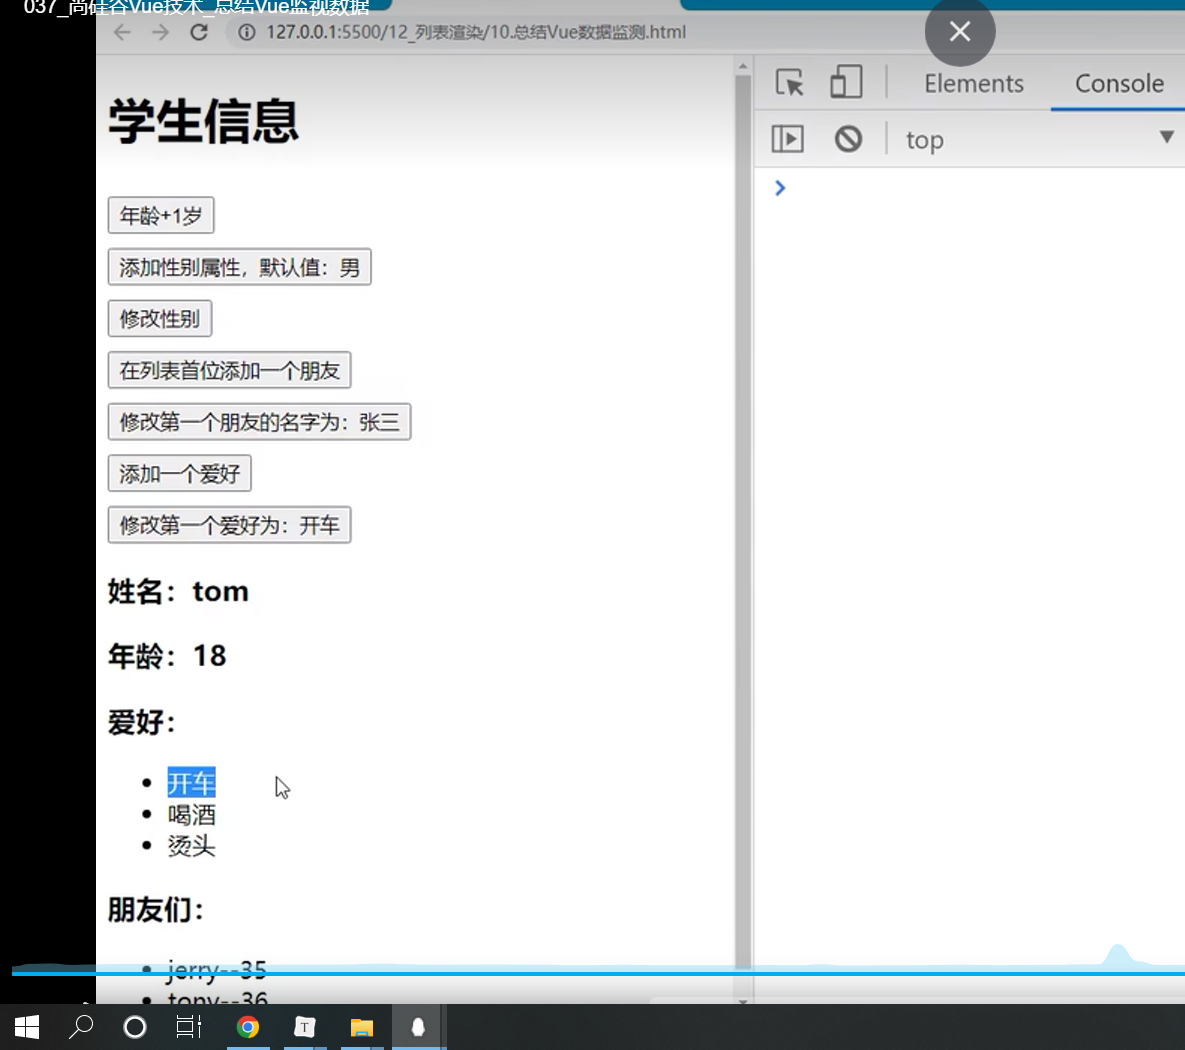 037_尚硅谷Vue技术_总结Vue监视数据
127.0.0.1:5500/12_列表渲染/10.总结Vue数据监测.html
Elements
Console
top
学生信息
年龄+1岁
添加性别属性，默认值：男
修改性别
在列表首位添加一个朋友
修改第一个朋友的名字为：张三
添加一个爱好
修改第一个爱好为：开车
姓名：tom
年龄：18
爱好：
开车
喝酒
烫头
朋友们：
jerry--35
tony--36
T